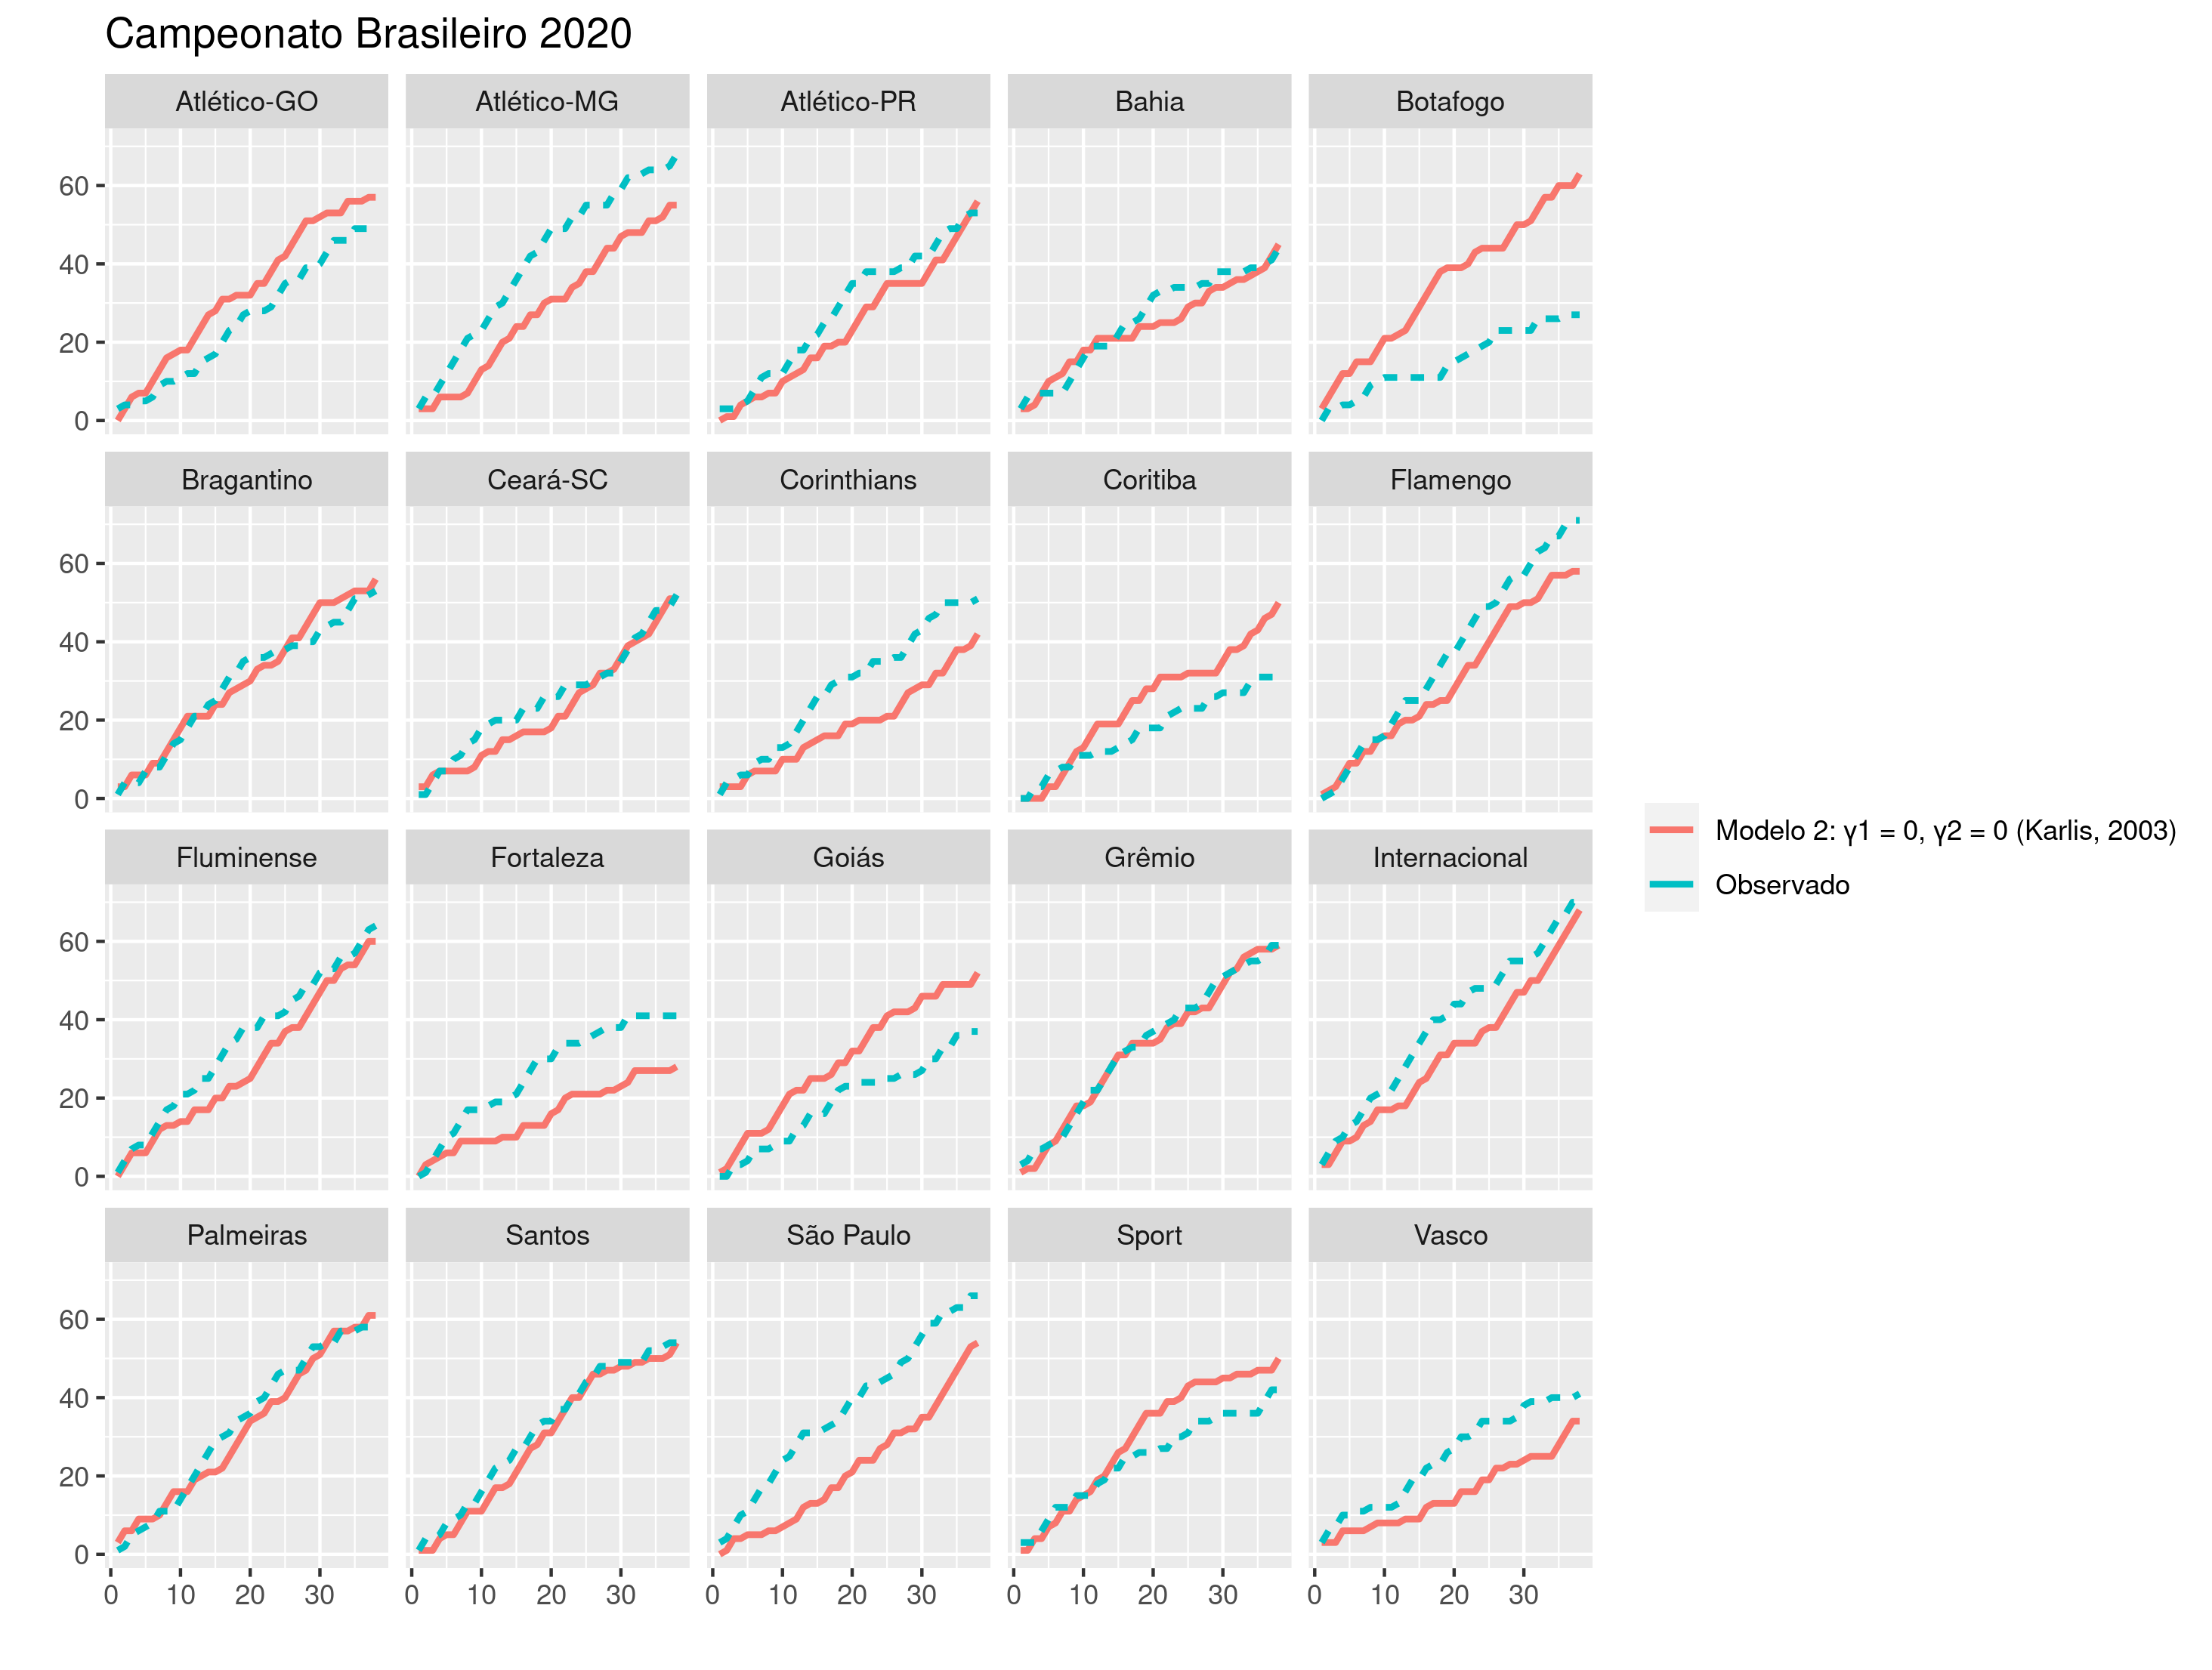 Campeonato Brasileiro 2020
Atlético-GO Atlético-MG Atlético-PR Bahia Botafogo
60
40
20
0
Bragantino Ceará-SC Corinthians Coritiba Flamengo
60
40
20
0
Modelo 2: γ1 = 0, γ2 = 0 (Karlis, 2003)
Observado
Fluminense Fortaleza Goiás Grêmio Internacional
60
40
20
0
Palmeiras Santos São Paulo Sport Vasco
60
40
20
0
0 10 20 30 0 10 20 30 0 10 20 30 0 10 20 30 0 10 20 30